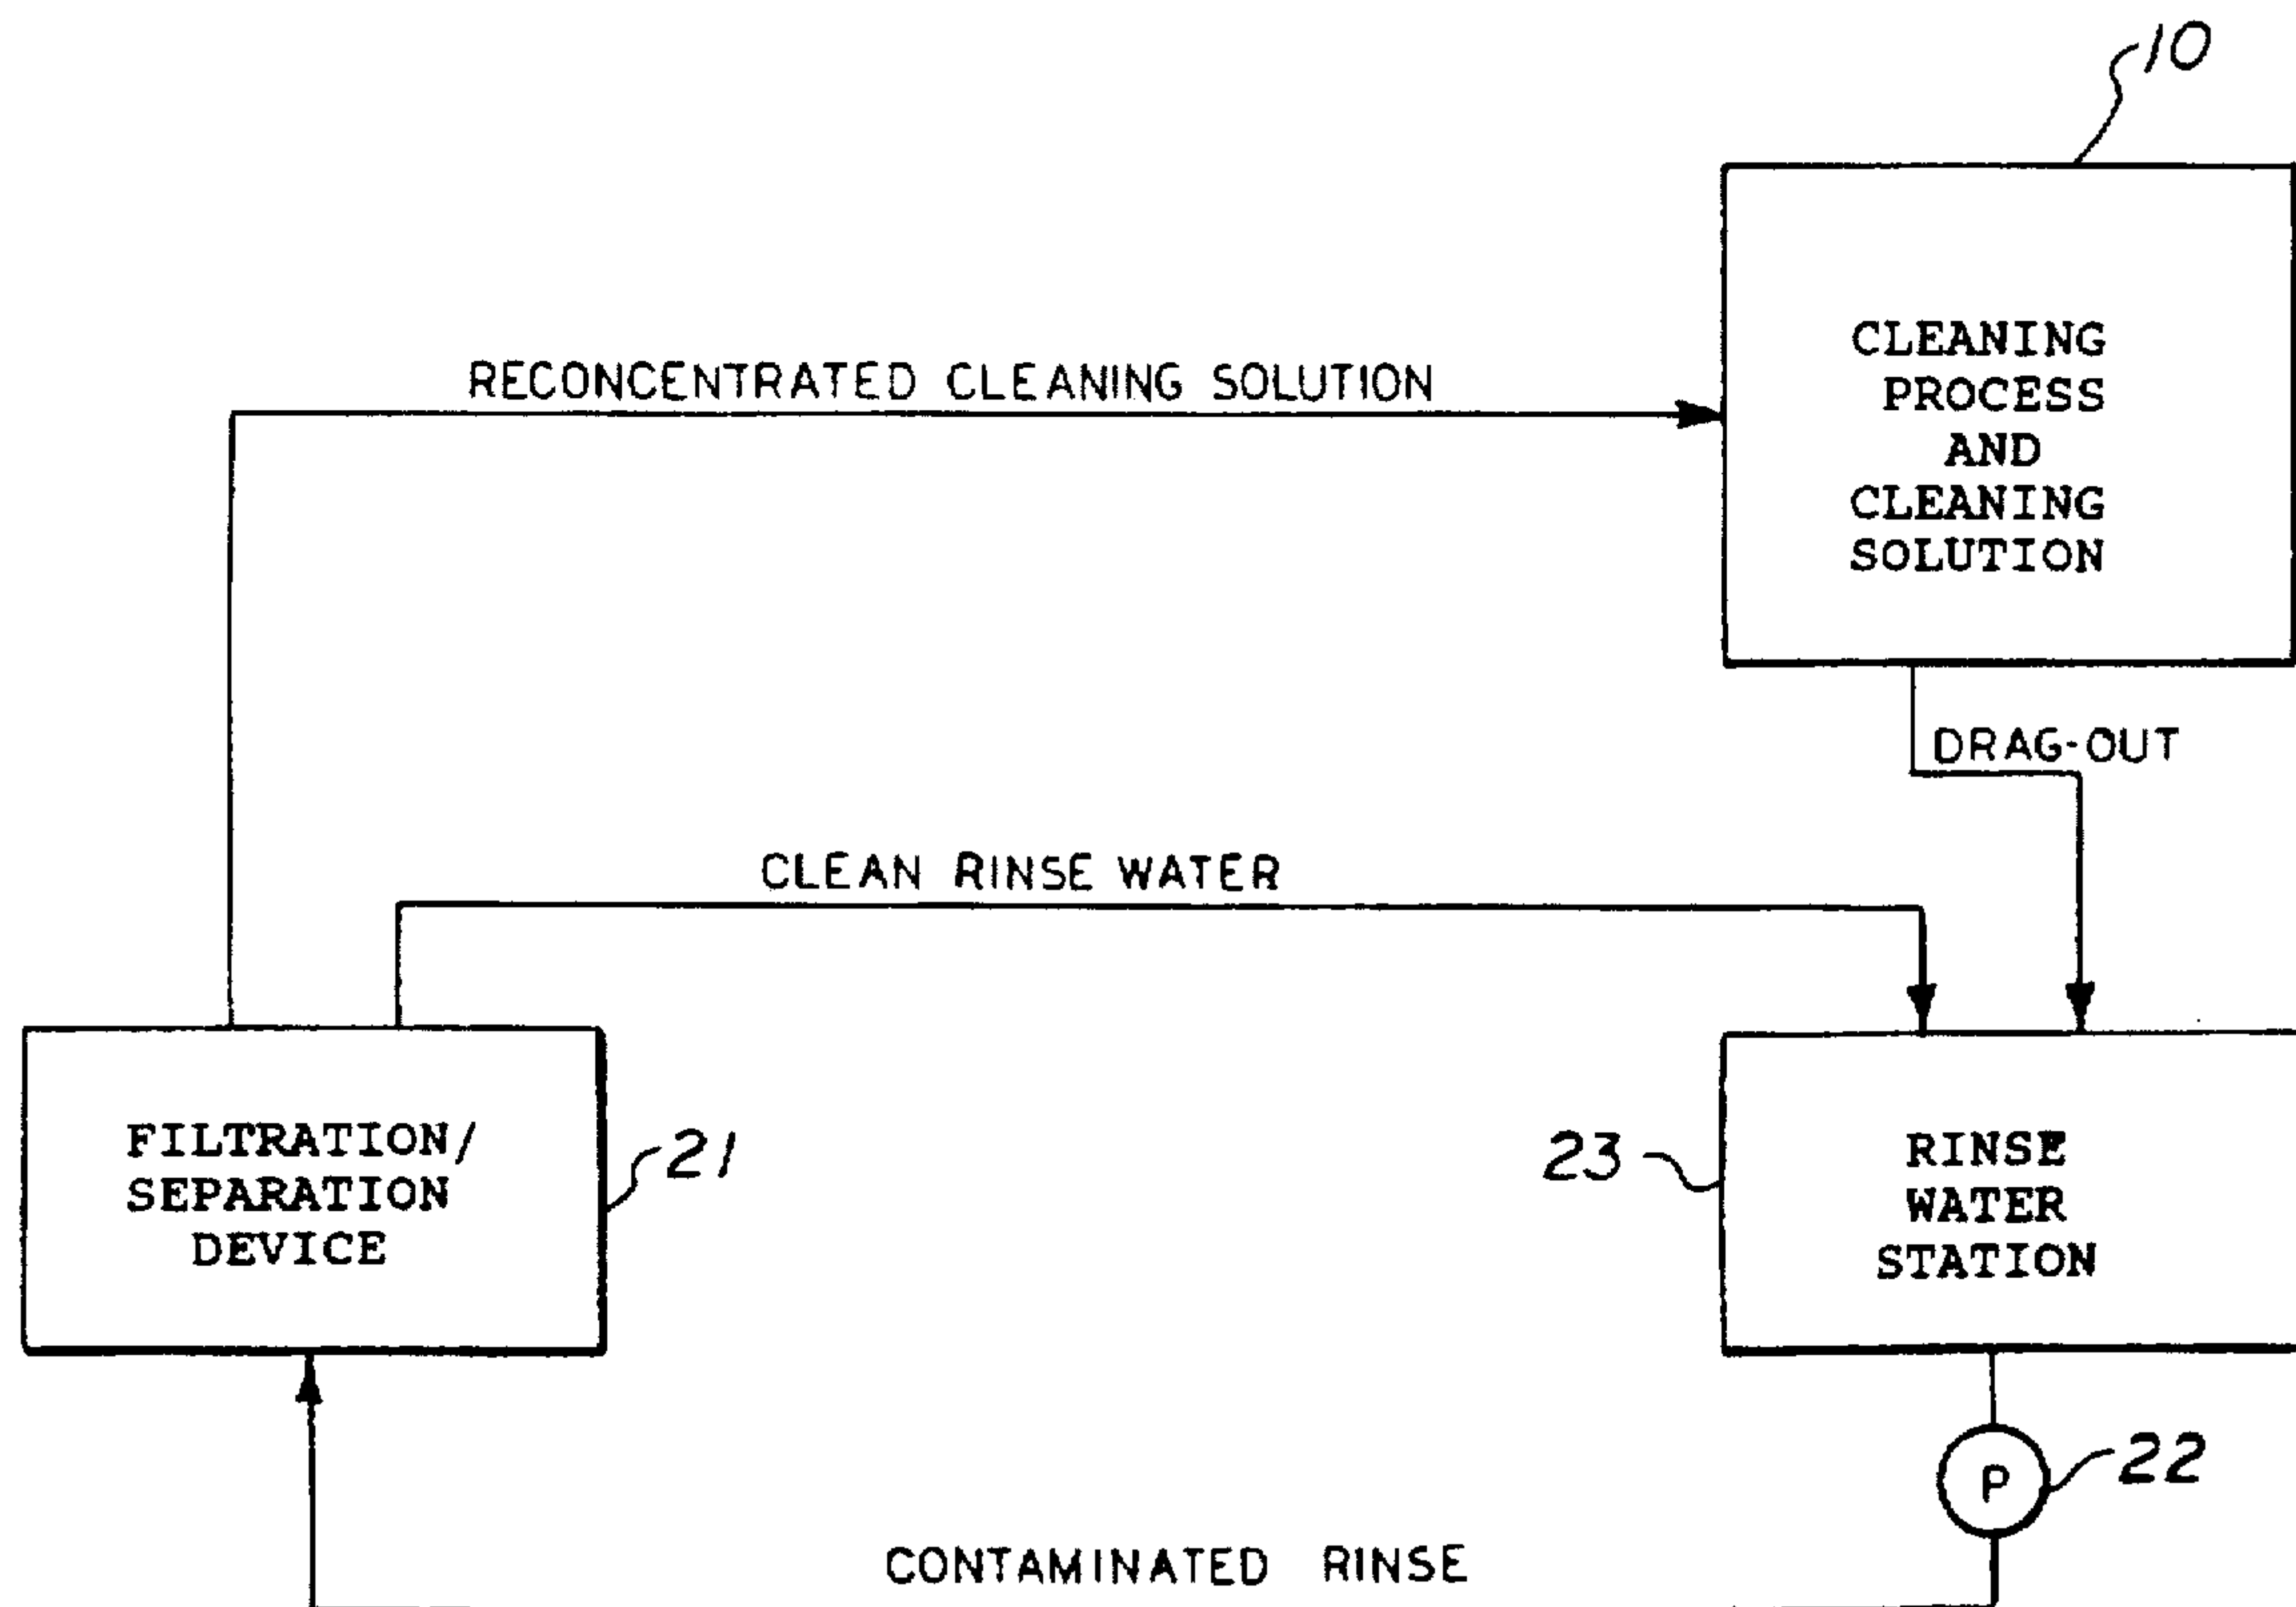 10
CLEANING
PROCESS
AND
CLEANING
SOLUTION
RECONCENTRATED CLEANING SOLUTION
DRAG-OUT
CLEAN RINSE WATER
FILTRATION/
SEPARATION
DEVICE
21
23
RINSE
WATER
STATION
P
22
CONTAMINATED RINSE